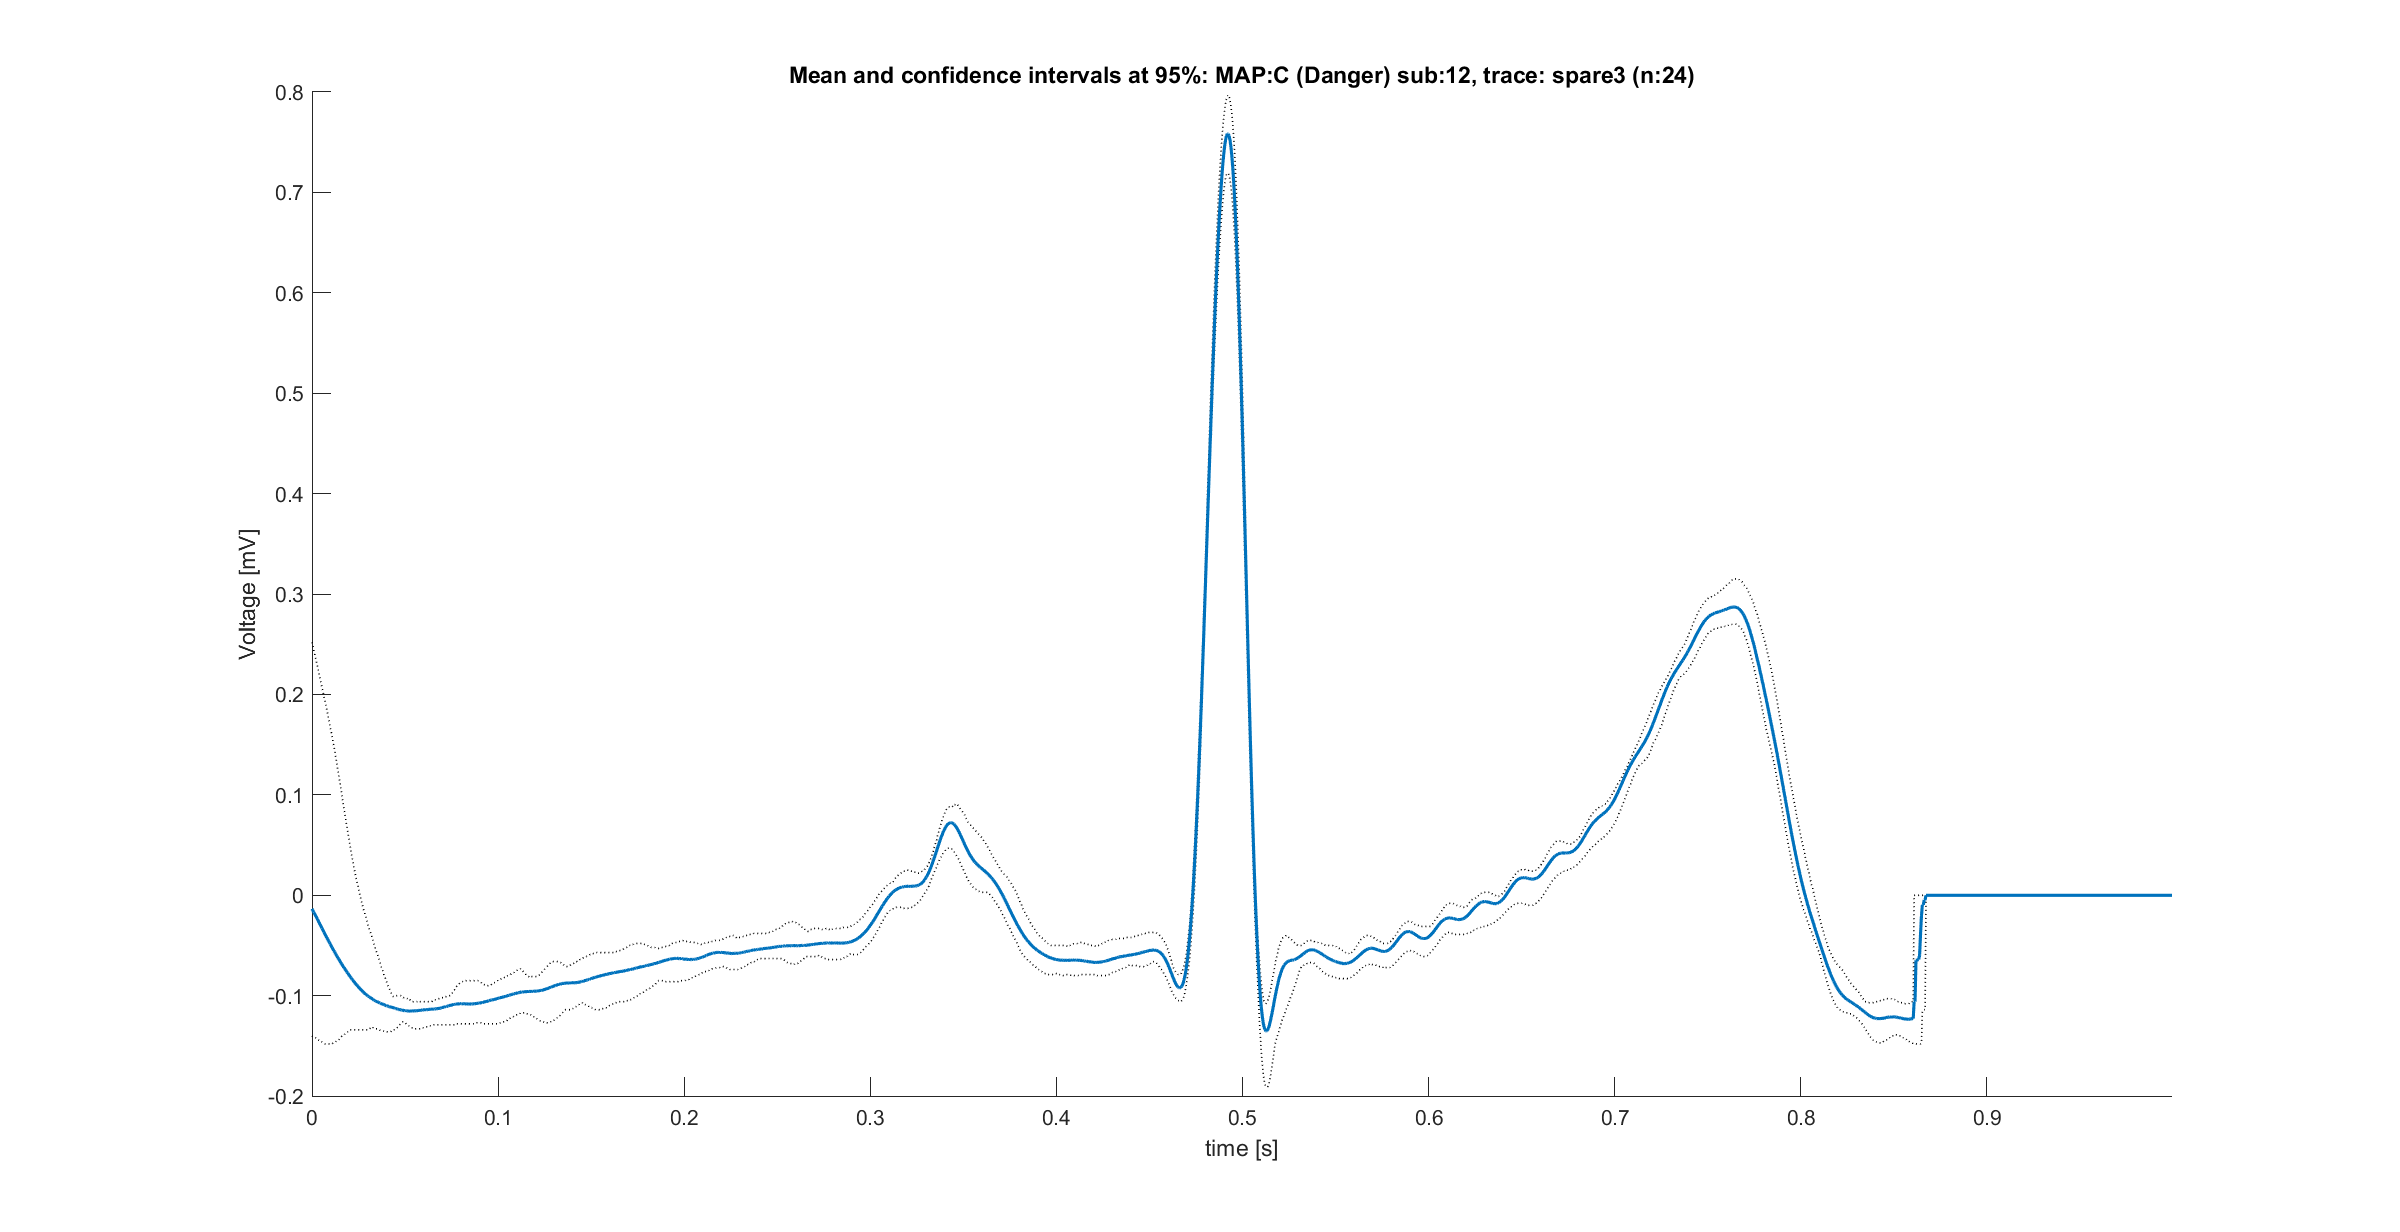 Mean and confidence intervals at 95%: MAP:C (Danger) sub:12, trace: spare3 (n:24)
0.8
0.7
0.6
0.5
0.4
0.3
0.2
0.1
0
-0.1
-0.2
Voltage [mV]
0 0.1 0.2 0.3 0.4 0.5 0.6 0.7 0.8 0.9
time [s]